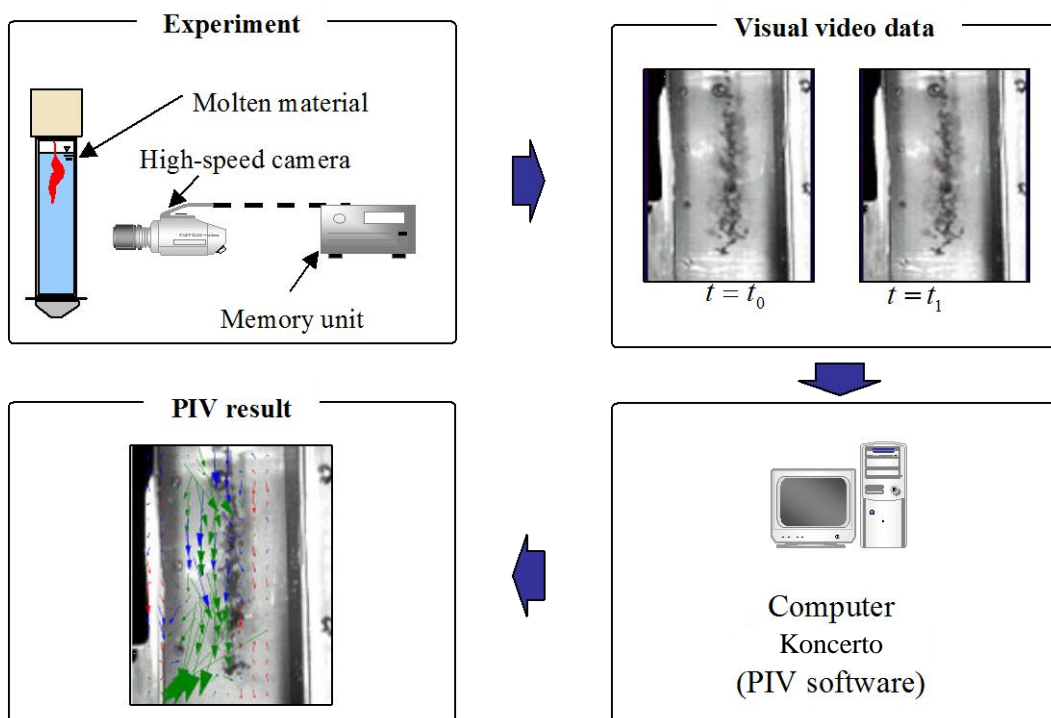 Experiment
Molten material
High-speed camera
Memory unit
Visual video data
t = t₀
t = t₁
Computer
Koncerto
(PIV software)
PIV result